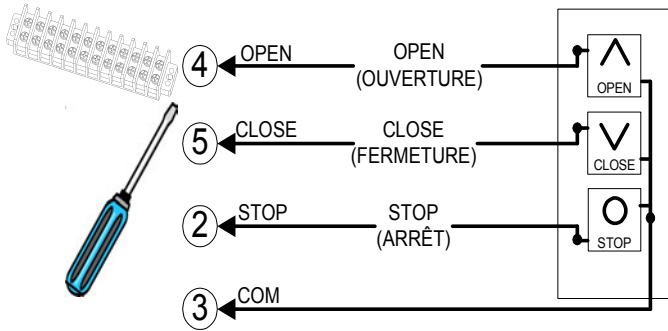 4 OPEN OPEN
(OUVERTURE)
OPEN
5 CLOSE CLOSE
(FERMETURE)
CLOSE
2 STOP STOP
(ARRÊT)
STOP
3 COM